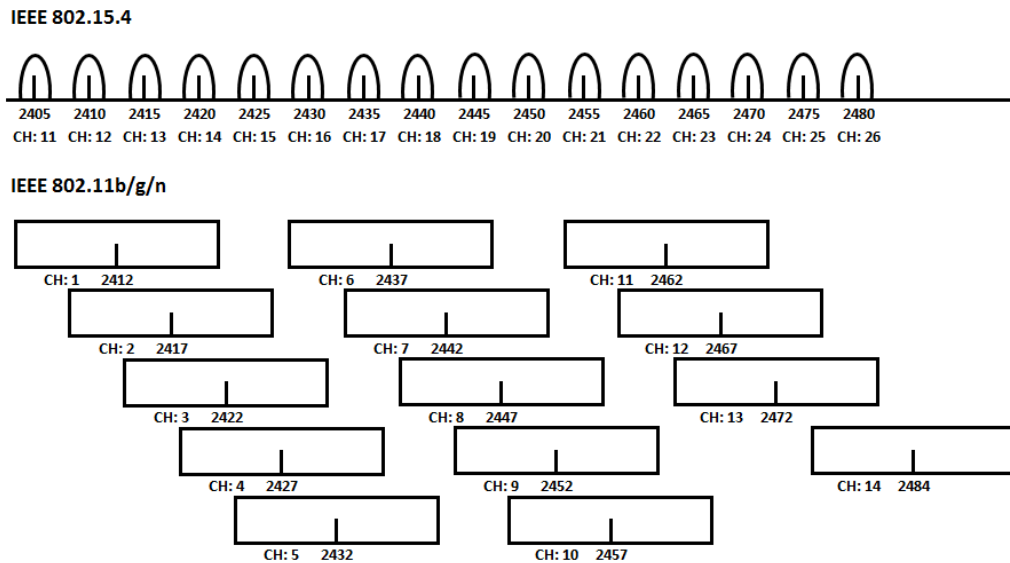 IEEE 802.15.4
2405 2410 2415 2420 2425 2430 2435 2440 2445 2450 2455 2460 2465 2470 2475 2480
CH: 11 CH: 12 CH: 13 CH: 14 CH: 15 CH: 16 CH: 17 CH: 18 CH: 19 CH: 20 CH: 21 CH: 22 CH: 23 CH: 24 CH: 25 CH: 26
IEEE 802.11b/g/n
CH: 1 2412 CH: 6 2437 CH: 11 2462
CH: 2 2417 CH: 7 2442 CH: 12 2467
CH: 3 2422 CH: 8 2447 CH: 13 2472
CH: 4 2427 CH: 9 2452 CH: 14 2484
CH: 5 2432 CH: 10 2457